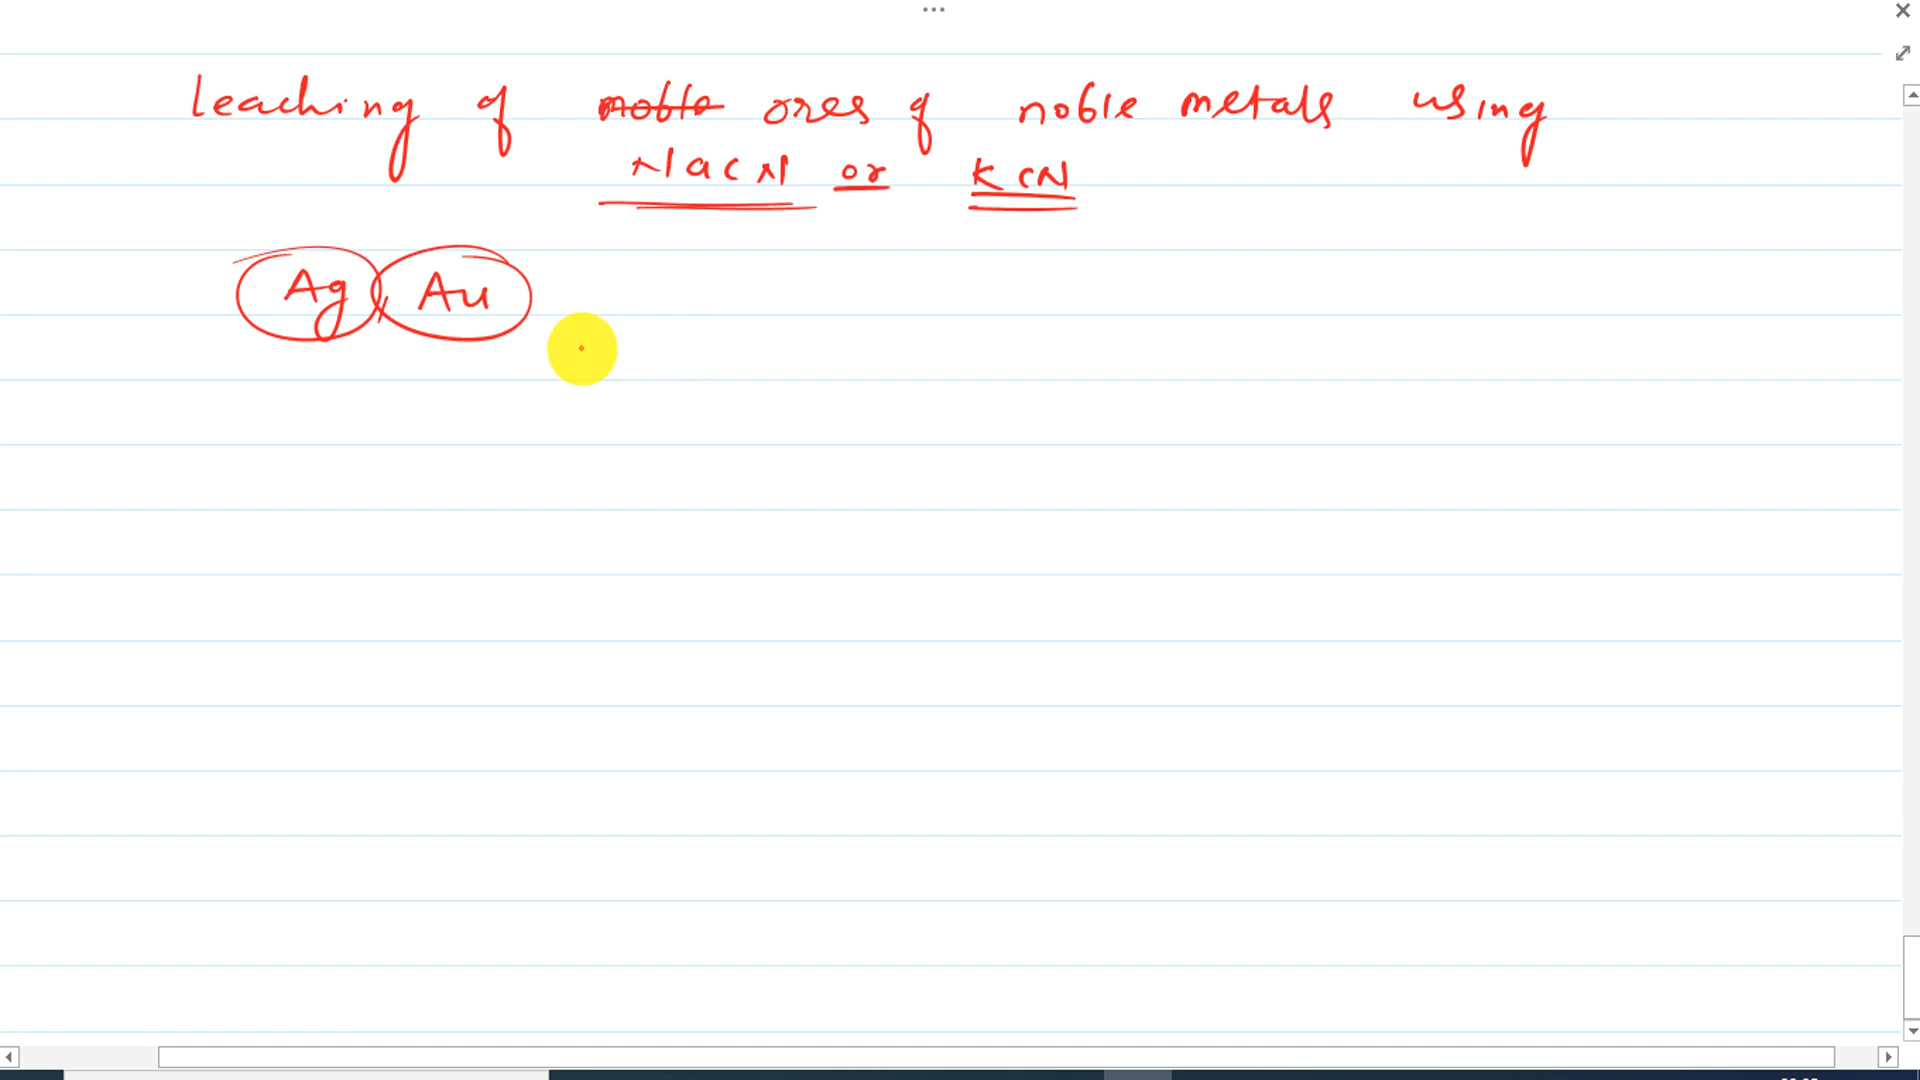 leaching of noble ores of noble metals using
NaCN or KCN
Ag, Au